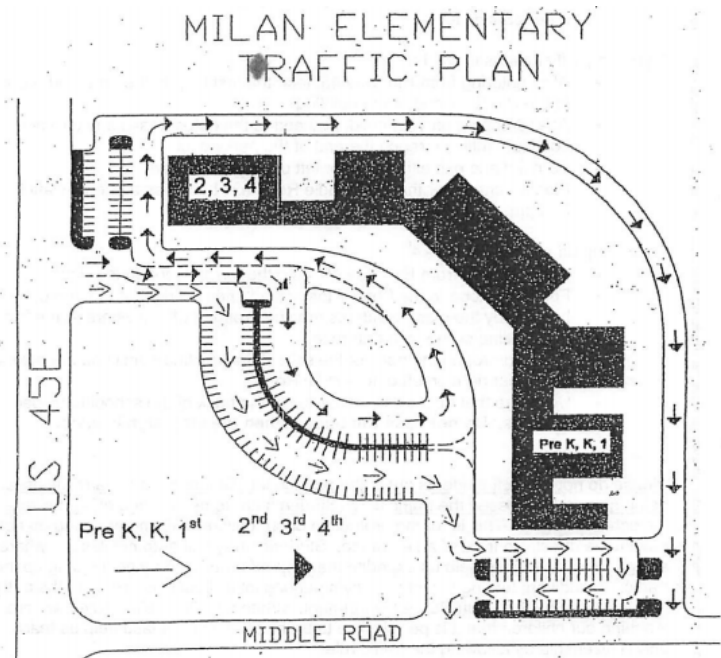 MILAN ELEMENTARY
TRAFFIC PLAN
2, 3, 4
US 45E
Pre K, K, 1
Pre K, K, 1st
2nd, 3rd, 4th
MIDDLE ROAD